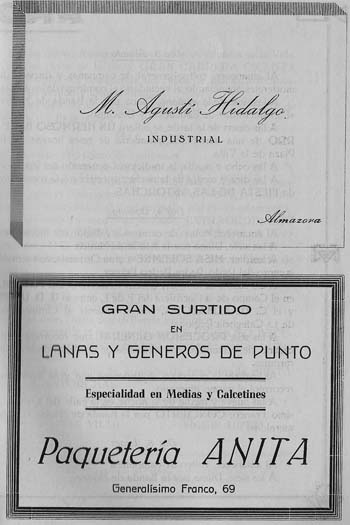 M. Agusti Hidalgo
INDUSTRIAL
Almazora
GRAN SURTIDO
EN
LANAS Y GENEROS DE PUNTO
Especialidad en Medias y Calcetines
Paquetería ANITA
Generalísimo Franco, 69